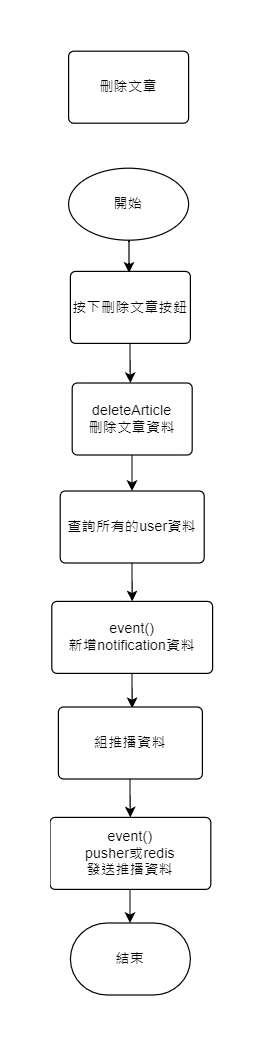 刪除文章
開始
按下刪除文章按鈕
deleteArticle
刪除文章資料
查詢所有的user資料
event()
新增notification資料
組推播資料
event()
pusher或redis
發送推播資料
結束